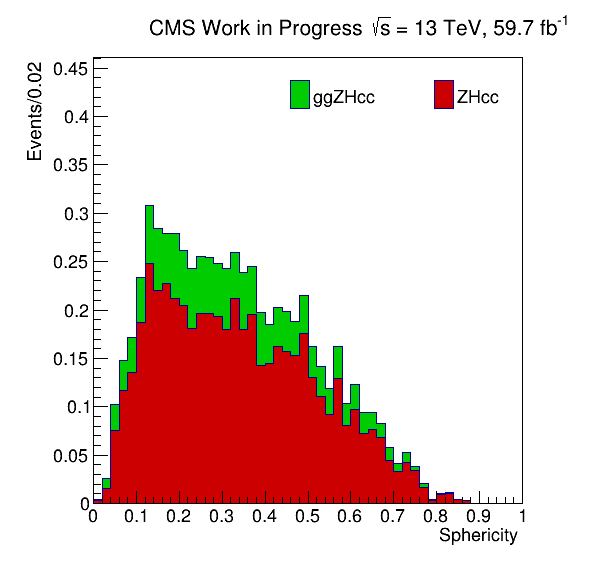 CMS Work in Progress √s = 13 TeV, 59.7 fb⁻¹
Events/0.02
ggZHcc ZHcc
0.45
0.4
0.35
0.3
0.25
0.2
0.15
0.1
0.05
0
0 0.1 0.2 0.3 0.4 0.5 0.6 0.7 0.8 0.9 1
Sphericity